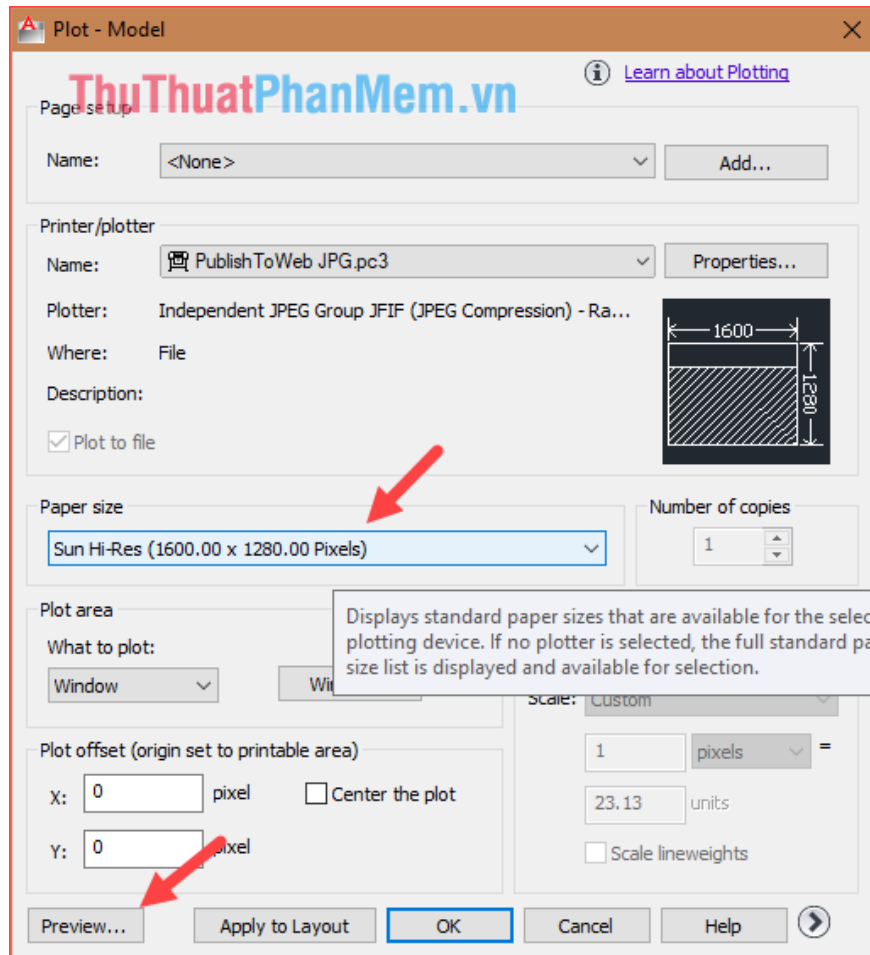 Plot - Model
Learn about Plotting
ThuThuatPhanMem.vn
Page setup
Name: <None> Add...
Printer/plotter
Name: PublishToWeb JPG.pc3 Properties...
Plotter: Independent JPEG Group JFIF (JPEG Compression) - Ra...
1600
Where: File
1280
Description:
Plot to file
Paper size Number of copies
Sun Hi-Res (1600.00 x 1280.00 Pixels) 1
Plot area
Displays standard paper sizes that are available for the selec
What to plot: plotting device. If no plotter is selected, the full standard pa
size list is displayed and available for selection.
Window Wi
Scale: Custom
Plot offset (origin set to printable area)
1 pixels =
X: 0 pixel Center the plot
23.13 units
Y: 0 pixel
Scale lineweights
Preview... Apply to Layout OK Cancel Help